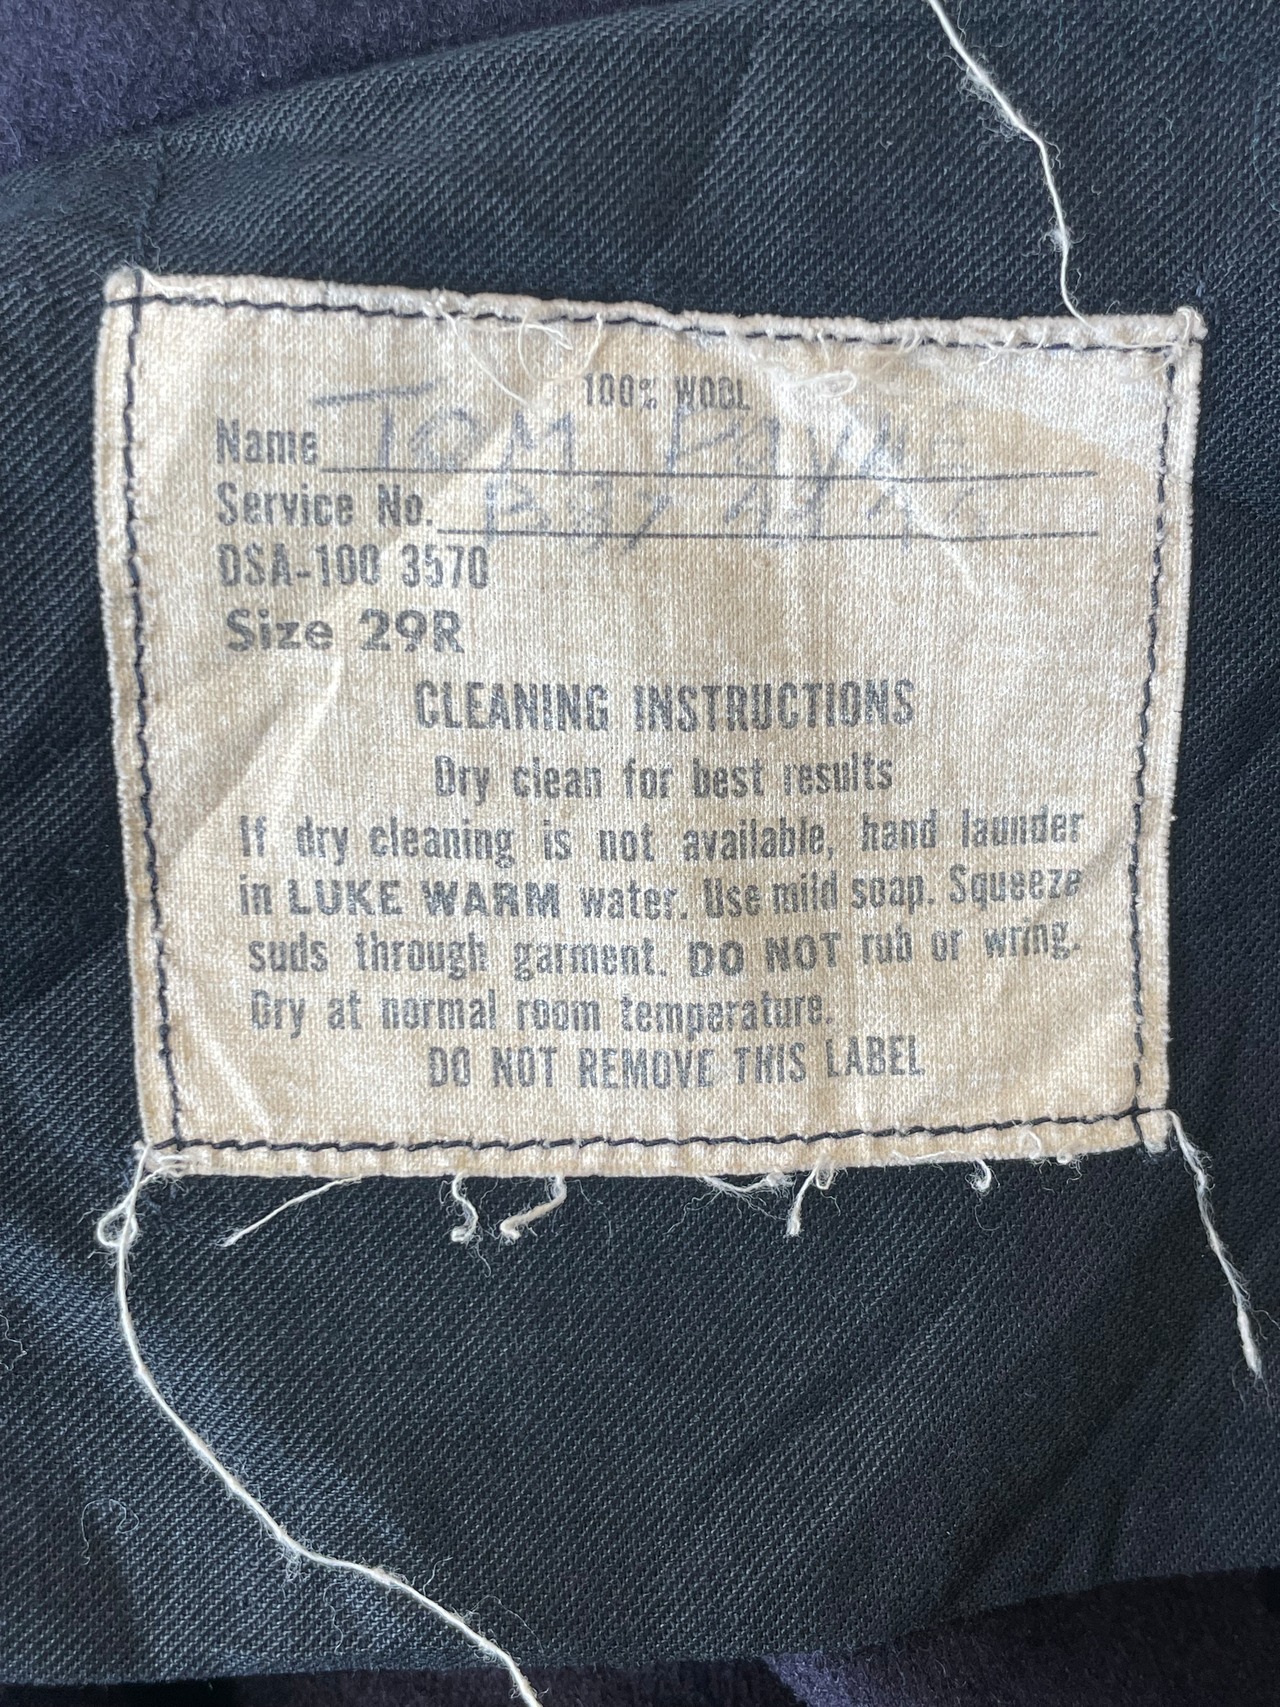 100% WOOL
Name TOM PAYNE
Service No.
DSA-100 3570
Size 29R
CLEANING INSTRUCTIONS
Dry clean for best results
If dry cleaning is not available, hand launder
in LUKE WARM water. Use mild soap. Squeeze
suds through garment. DO NOT rub or wring.
Dry at normal room temperature.
DO NOT REMOVE THIS LABEL